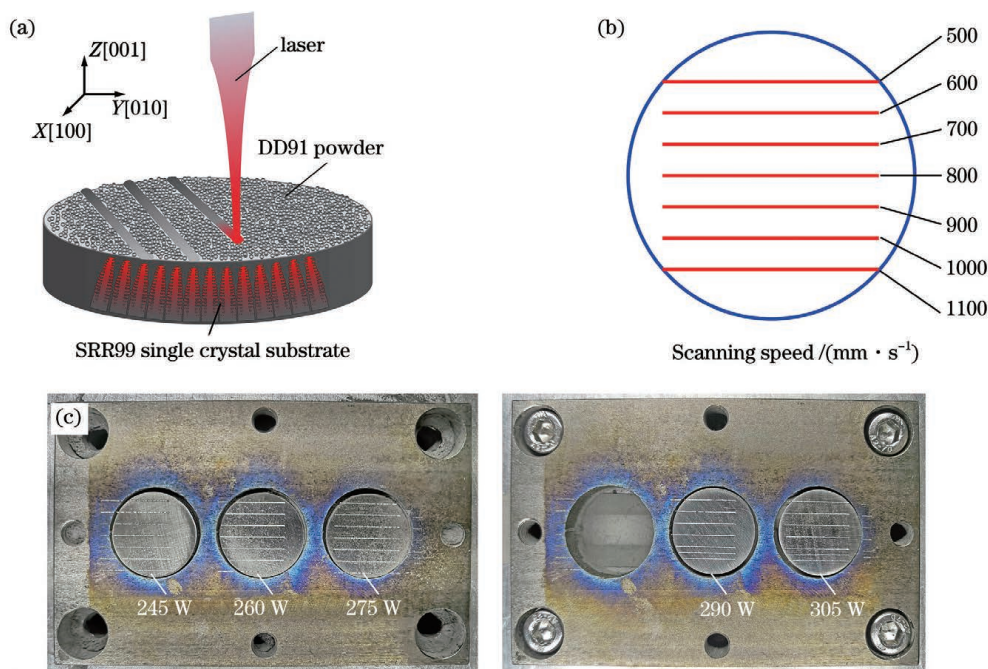 (a)
laser
Z[001]
Y[010]
X[100]
DD91 powder
SRR99 single crystal substrate
(b)
500
600
700
800
900
1000
1100
Scanning speed /(mm · s⁻¹)
(c)
245 W
260 W
275 W
290 W
305 W